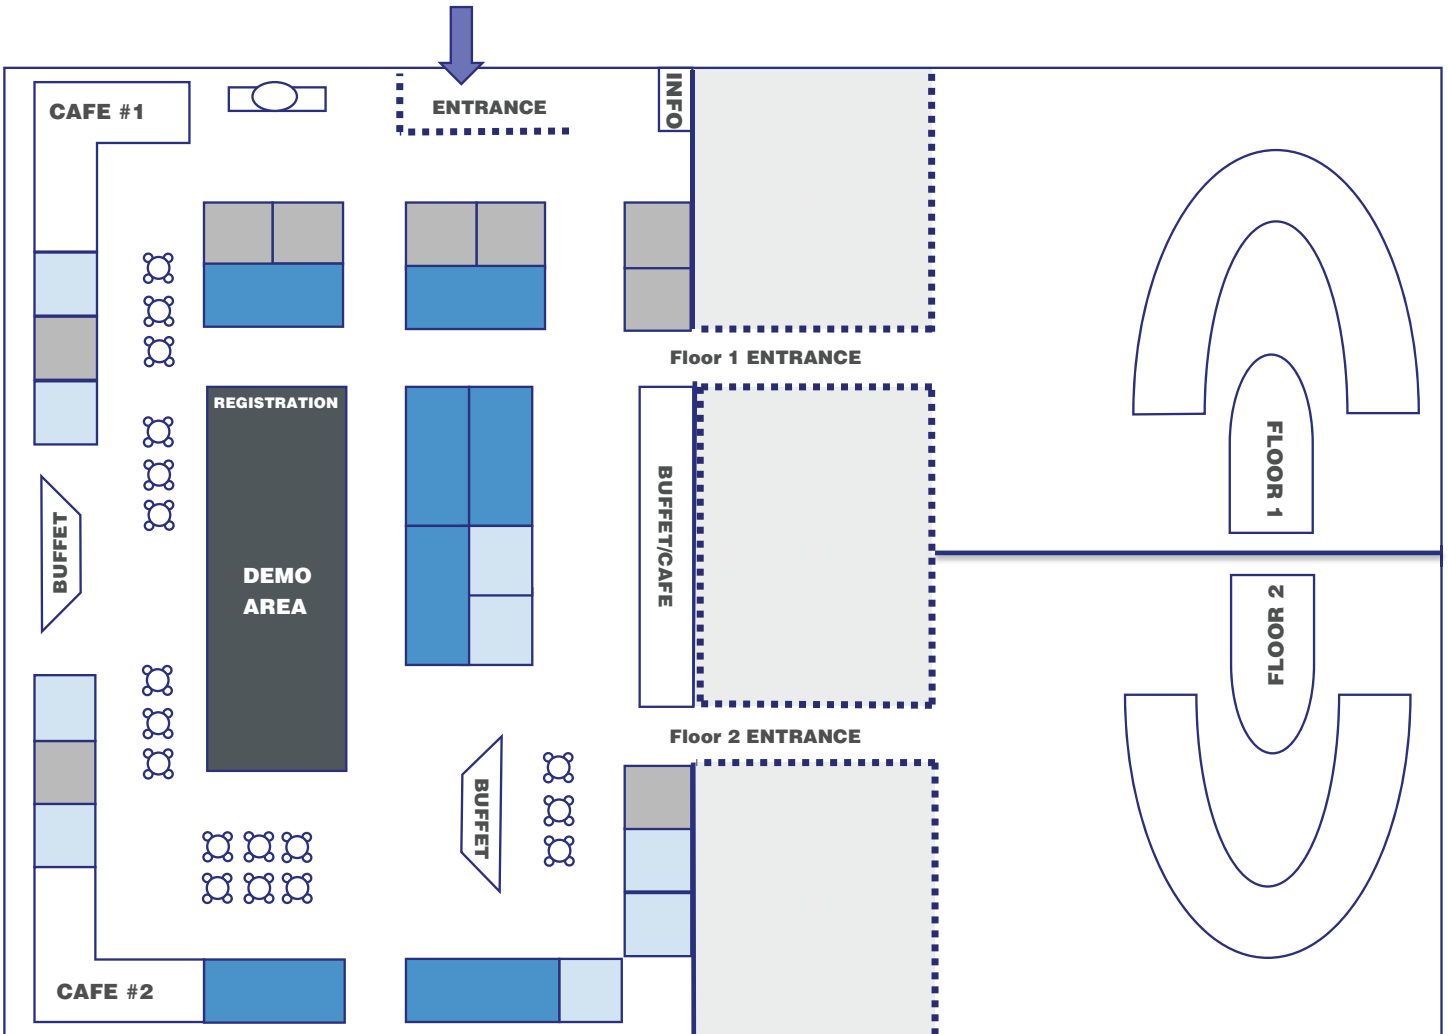 CAFE #1
ENTRANCE
INFO
Floor 1 ENTRANCE
REGISTRATION
DEMO
AREA
BUFFET
BUFFET/CAFE
FLOOR 1
FLOOR 2
Floor 2 ENTRANCE
BUFFET
CAFE #2